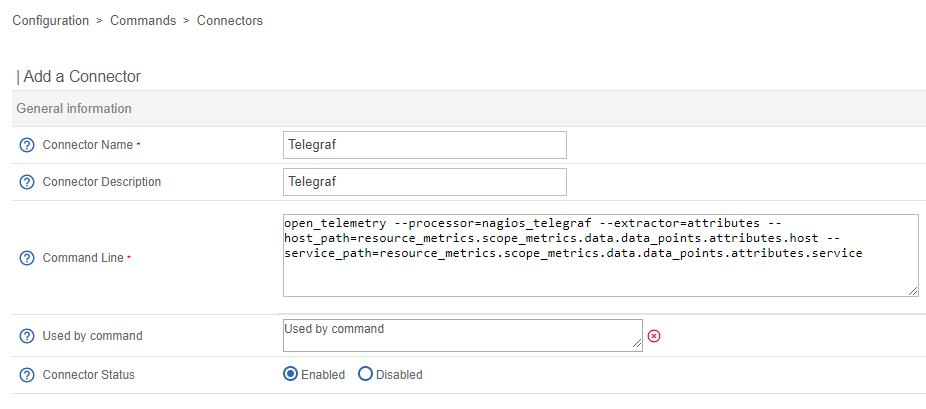 Configuration > Commands > Connectors
| Add a Connector
General information
Connector Name * Telegraf
Connector Description Telegraf
Command Line *
open_telemetry --processor=nagios_telegraf --extractor=attributes --
host_path=resource_metrics.scope_metrics.data.data_points.attributes.host --
service_path=resource_metrics.scope_metrics.data.data_points.attributes.service
Used by command Used by command
Connector Status Enabled Disabled